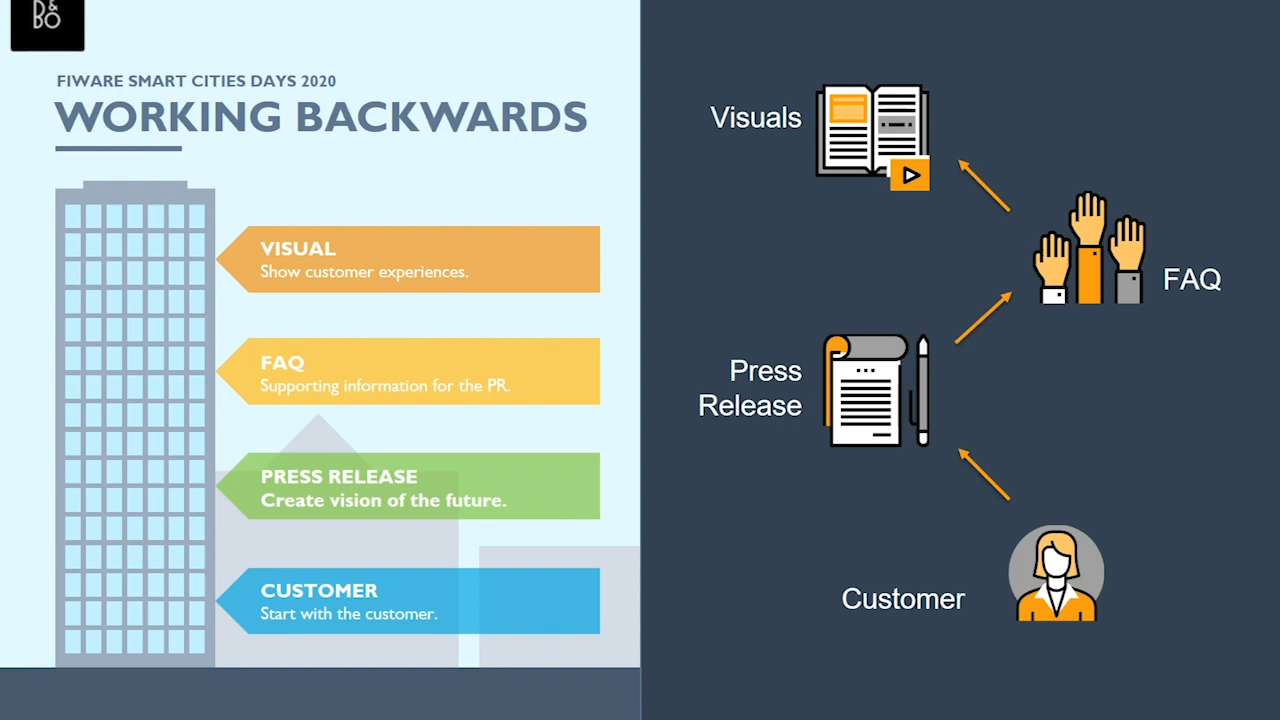 B&
BO
FIWARE SMART CITIES DAYS 2020
WORKING BACKWARDS
VISUAL
Show customer experiences.
FAQ
Supporting information for the PR.
PRESS RELEASE
Create vision of the future.
CUSTOMER
Start with the customer.
Visuals
FAQ
Press
Release
Customer